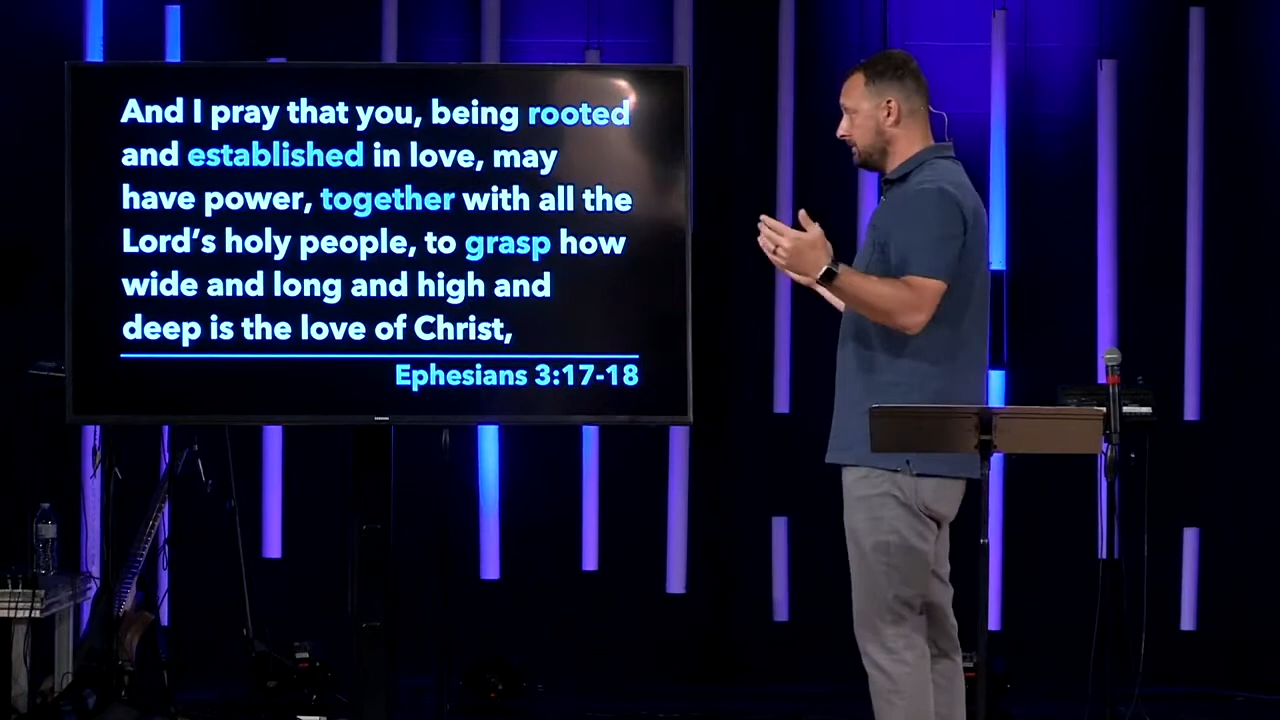 And I pray that you, being rooted
and established in love, may
have power, together with all the
Lord’s holy people, to grasp how
wide and long and high and
deep is the love of Christ,
Ephesians 3:17-18
SAMSUNG